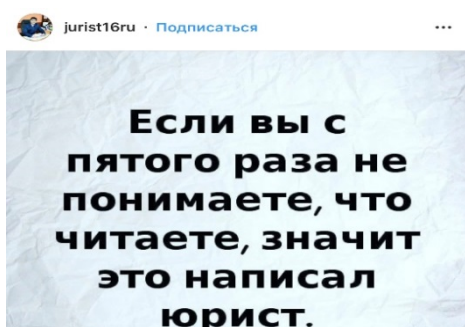 jurist16ru · Подписаться
Если вы с
пятого раза не
понимаете, что
читаете, значит
это написал
юрист.